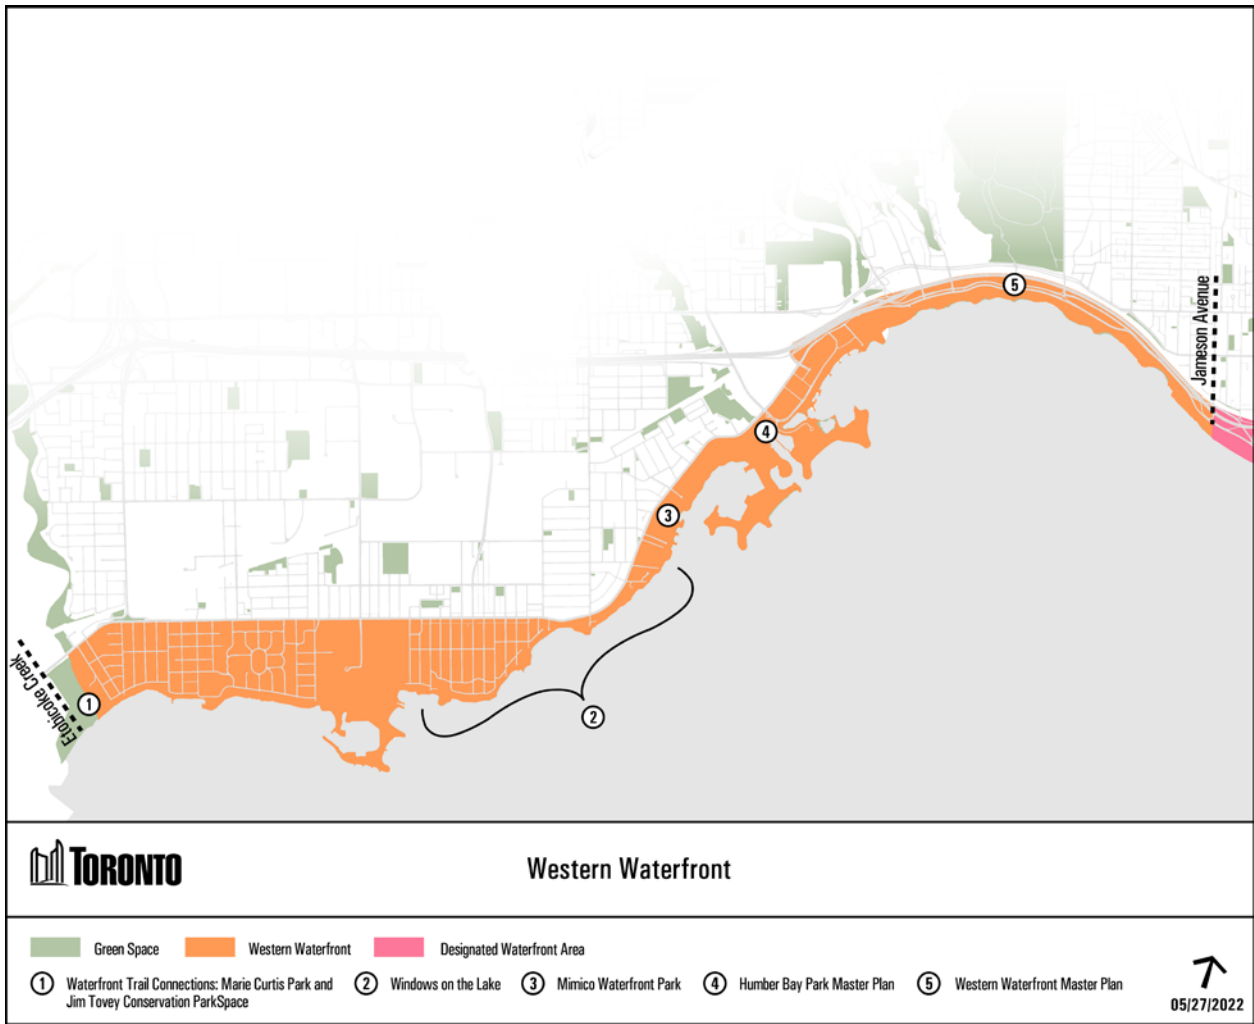 5
Jameson Avenue
4
3
Etobicoke Creek
1
2
TORONTO
Western Waterfront
Green Space
Western Waterfront
Designated Waterfront Area
1 Waterfront Trail Connections: Marie Curtis Park and
Jim Tovey Conservation ParkSpace
2 Windows on the Lake
3 Mimico Waterfront Park
4 Humber Bay Park Master Plan
5 Western Waterfront Master Plan
05/27/2022